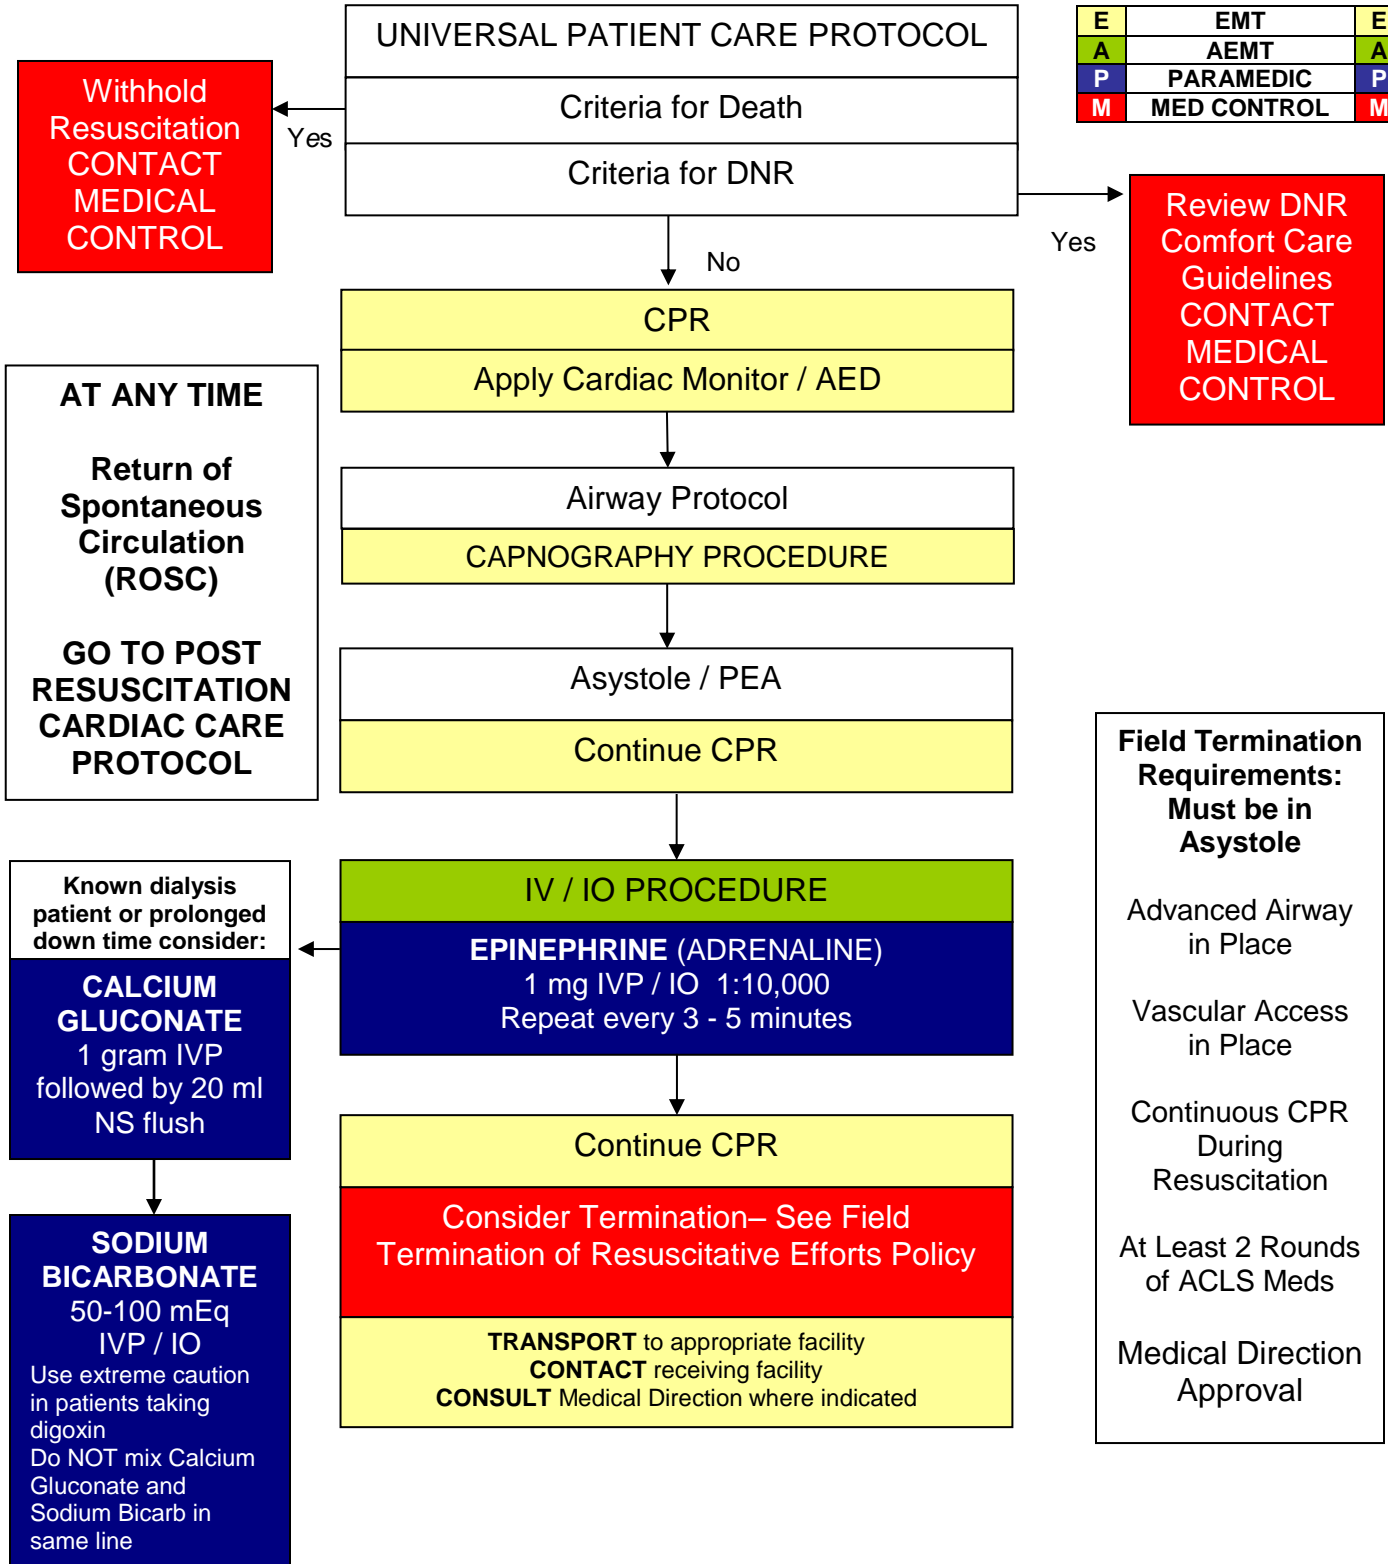 UNIVERSAL PATIENT CARE PROTOCOL
Criteria for Death
Criteria for DNR
E EMT E
A AEMT A
P PARAMEDIC P
M MED CONTROL M
Withhold
Resuscitation
CONTACT
MEDICAL
CONTROL
Yes
Yes
No
Review DNR
Comfort Care
Guidelines
CONTACT
MEDICAL
CONTROL
CPR
Apply Cardiac Monitor / AED
AT ANY TIME
Return of
Spontaneous
Circulation
(ROSC)
GO TO POST
RESUSCITATION
CARDIAC CARE
PROTOCOL
Airway Protocol
CAPNOGRAPHY PROCEDURE
Asystole / PEA
Continue CPR
Field Termination
Requirements:
Must be in
Asystole
Advanced Airway
in Place
Vascular Access
in Place
Continuous CPR
During
Resuscitation
At Least 2 Rounds
of ACLS Meds
Medical Direction
Approval
IV / IO PROCEDURE
EPINEPHRINE (ADRENALINE)
1 mg IVP / IO 1:10,000
Repeat every 3 - 5 minutes
Known dialysis
patient or prolonged
down time consider:
CALCIUM
GLUCONATE
1 gram IVP
followed by 20 ml
NS flush
SODIUM
BICARBONATE
50-100 mEq
IVP / IO
Use extreme caution
in patients taking
digoxin
Do NOT mix Calcium
Gluconate and
Sodium Bicarb in
same line
Continue CPR
Consider Termination– See Field
Termination of Resuscitative Efforts Policy
TRANSPORT to appropriate facility
CONTACT receiving facility
CONSULT Medical Direction where indicated